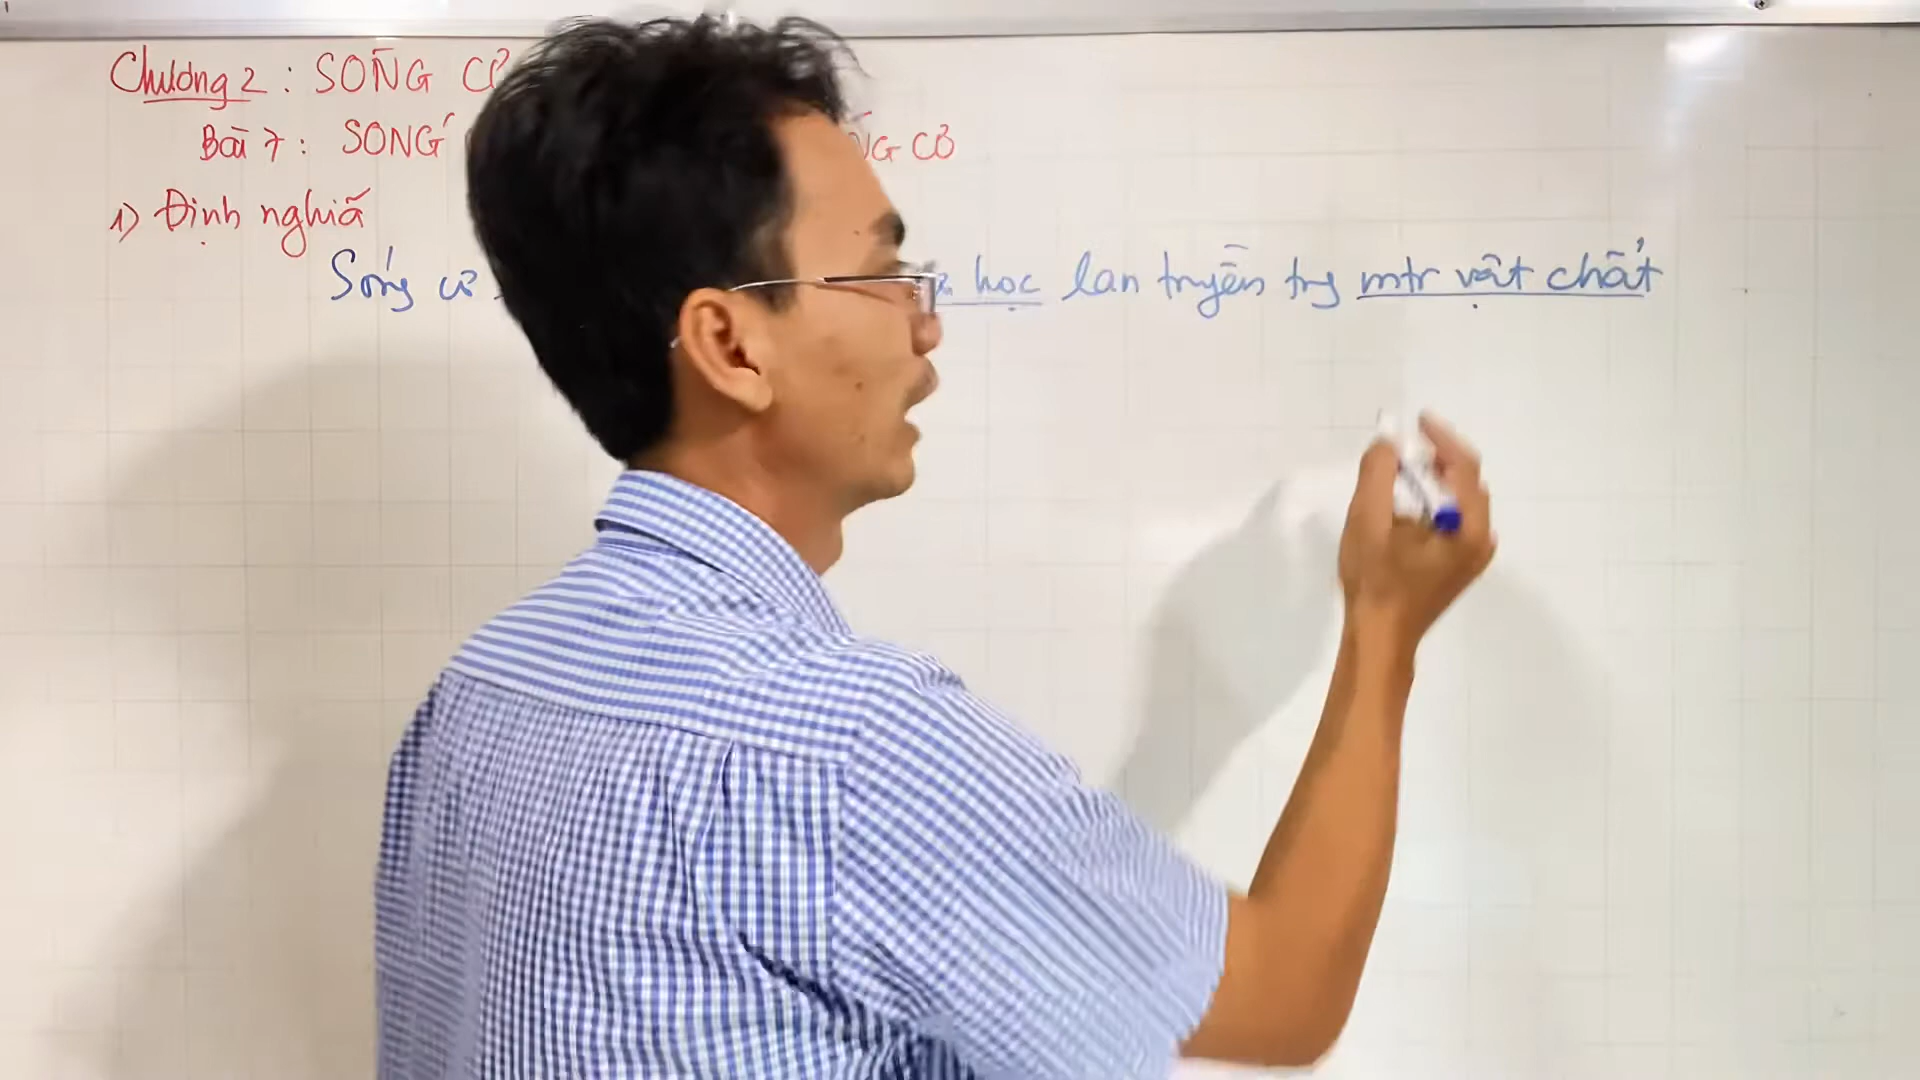 Chương 2 : SÓNG CƠ
Bài 7 : SÓNG NG CƠ
1) Định nghĩa
Sóng cơ học lan truyền trg mtr vật chất